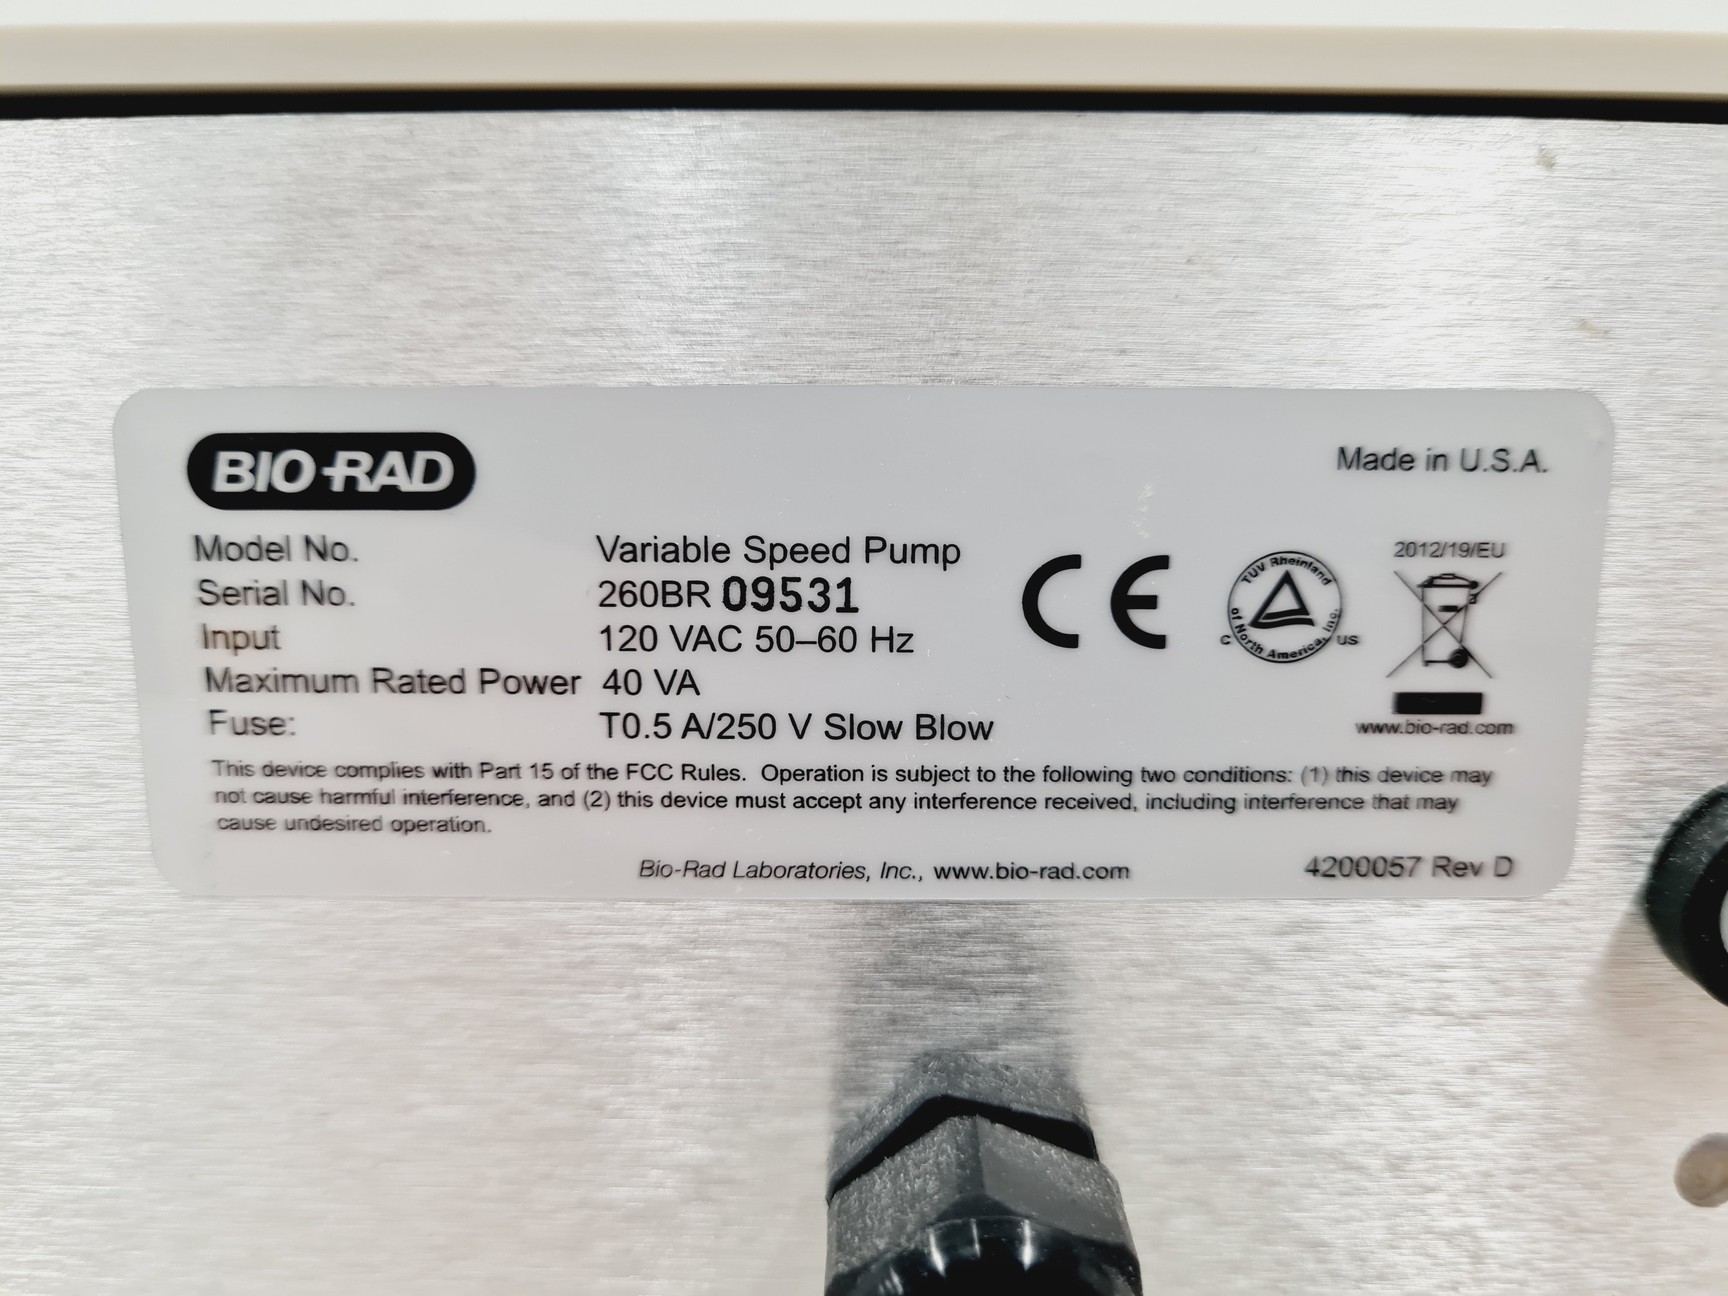 BIO-RAD
Made in U.S.A.
Model No. Variable Speed Pump
Serial No. 260BR 09531
Input 120 VAC 50–60 Hz
Maximum Rated Power 40 VA
Fuse: T0.5 A/250 V Slow Blow
CE
TÜV Rheinland
of North America, Inc.
C US
2012/19/EU
www.bio-rad.com
This device complies with Part 15 of the FCC Rules. Operation is subject to the following two conditions: (1) this device may
not cause harmful interference, and (2) this device must accept any interference received, including interference that may
cause undesired operation.
Bio-Rad Laboratories, Inc., www.bio-rad.com
4200057 Rev D